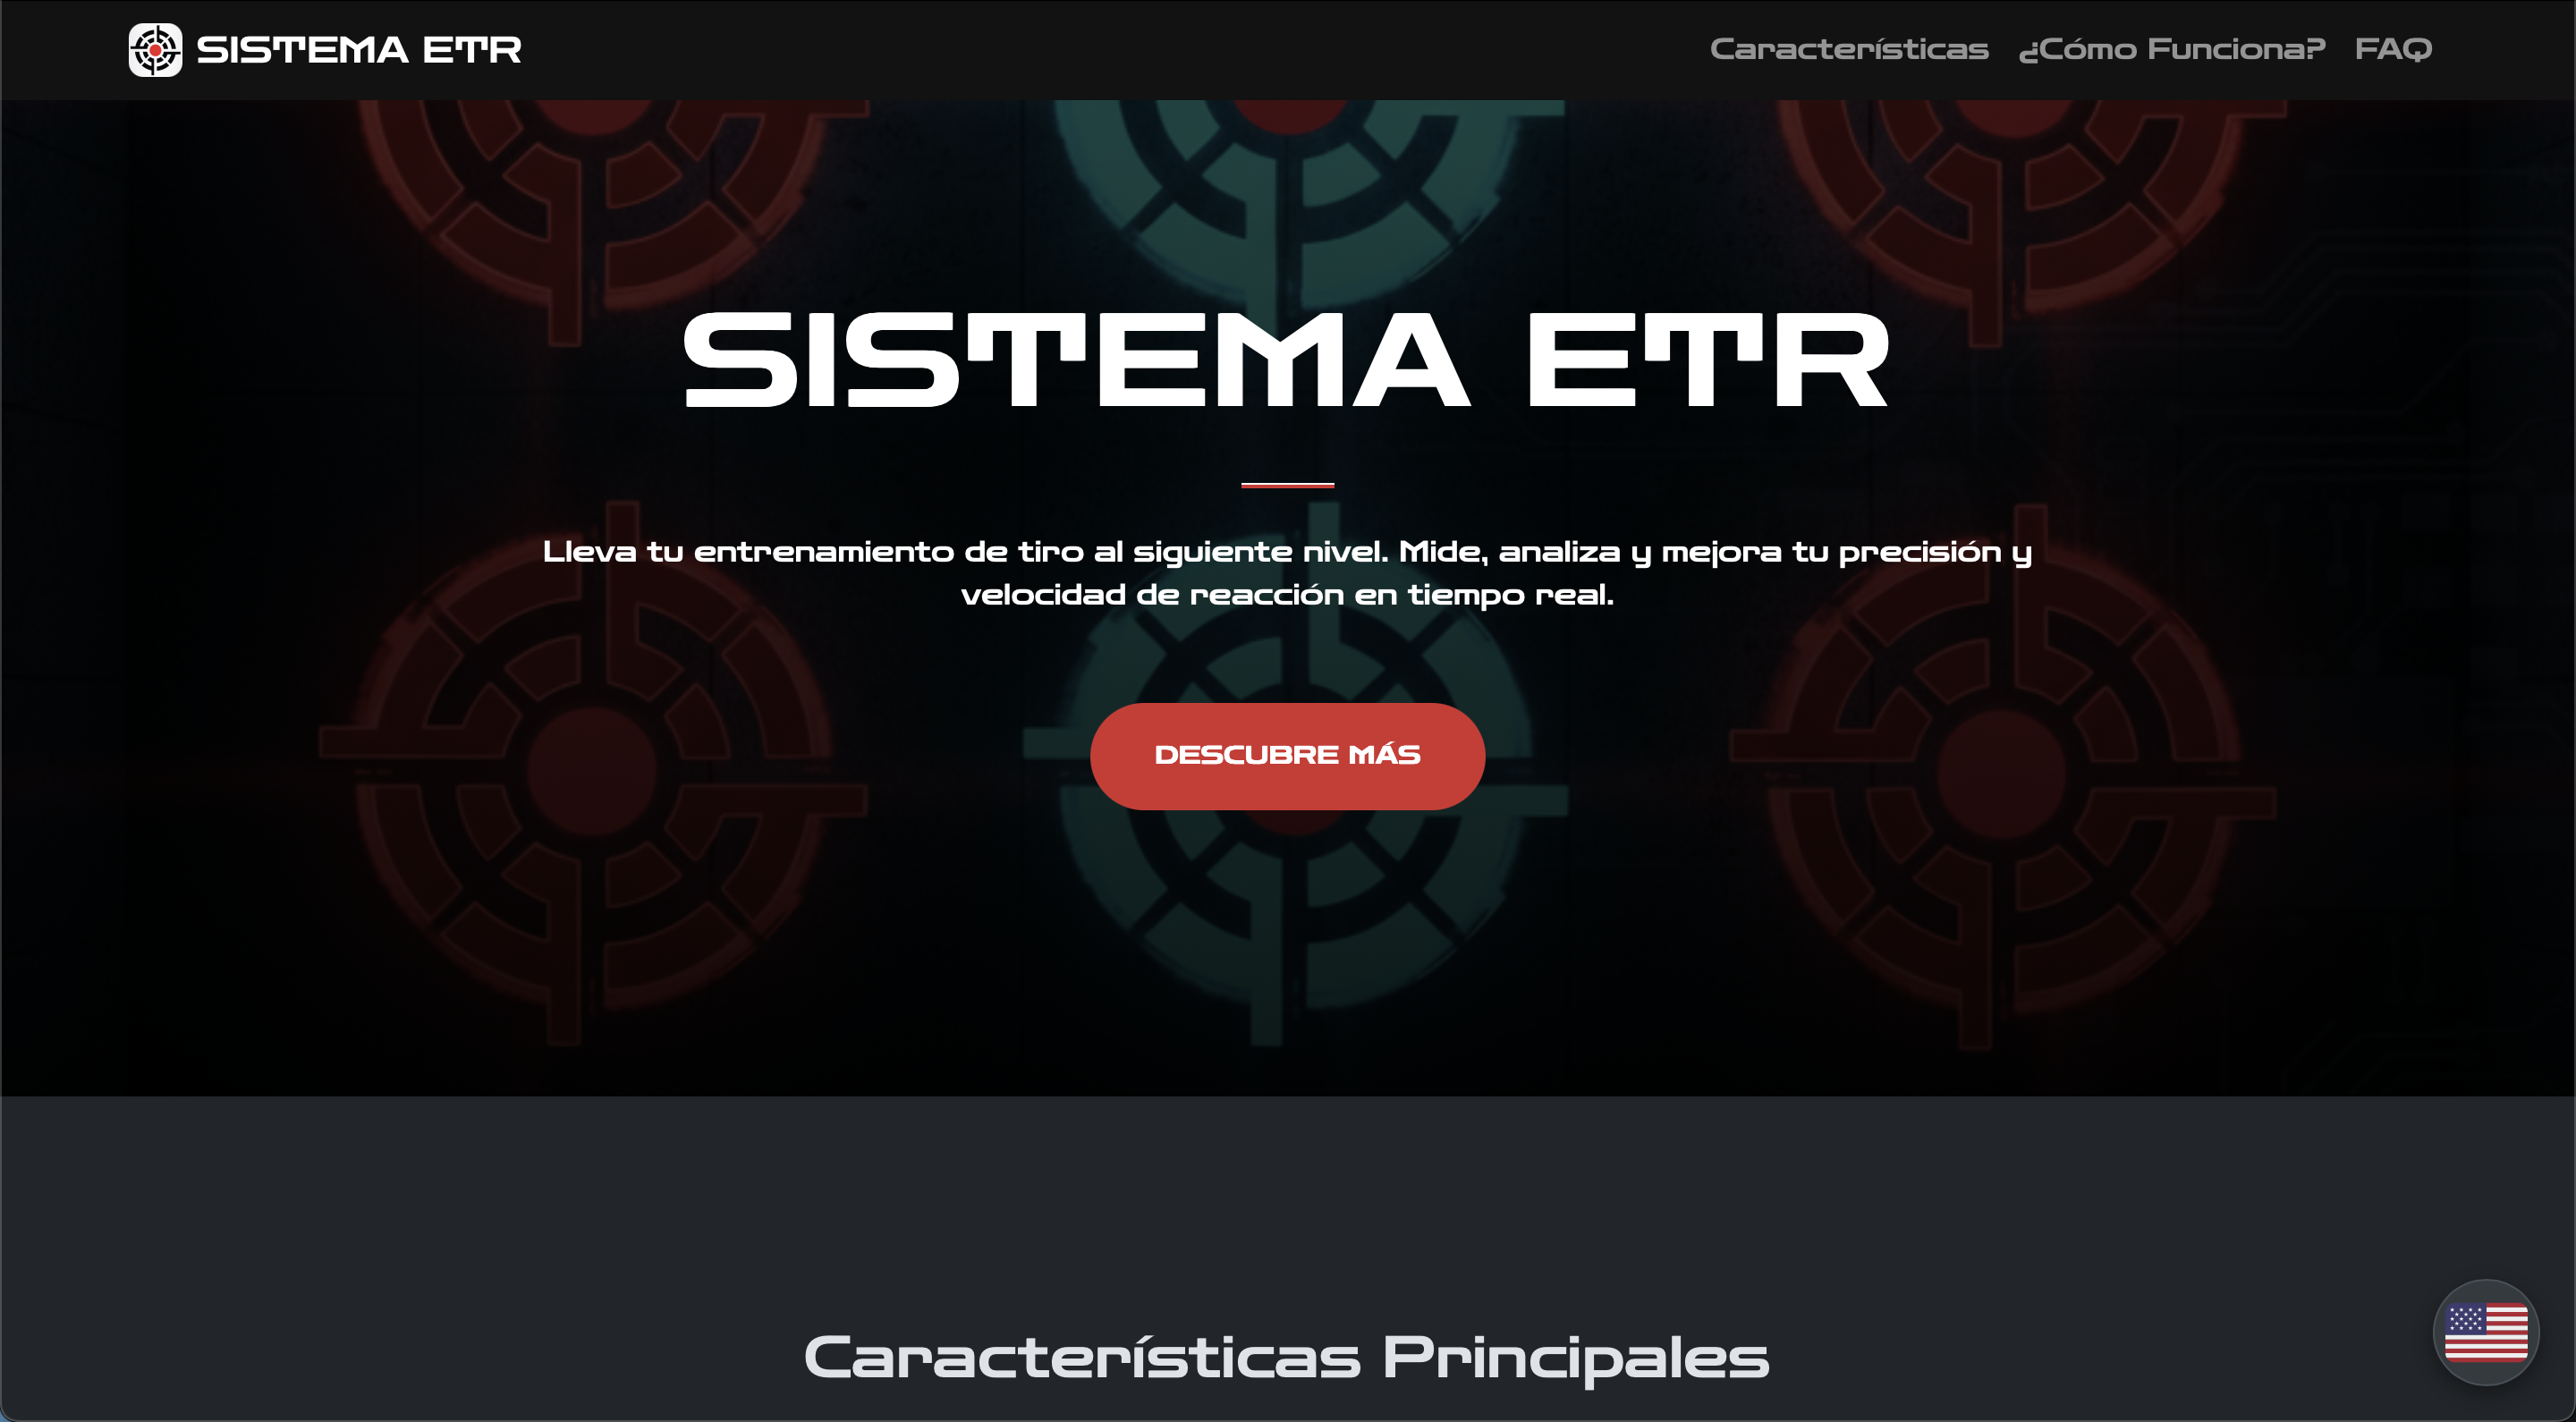 SISTEMA ETR
Características ¿Cómo Funciona? FAQ
SISTEMA ETR
Lleva tu entrenamiento de tiro al siguiente nivel. Mide, analiza y mejora tu precisión y
velocidad de reacción en tiempo real.
DESCUBRE MÁS
Características Principales